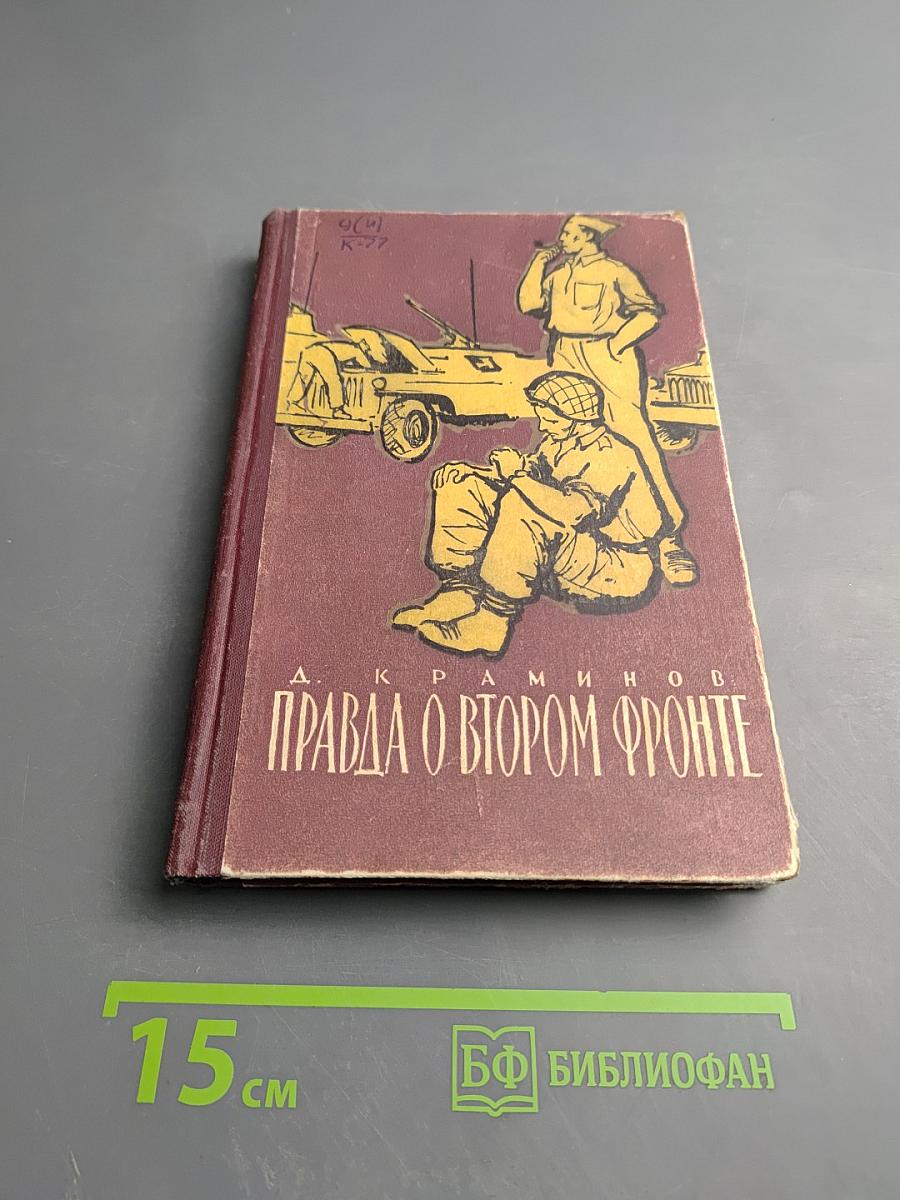 9(И)
К-77
Д. КРАМИНОВ
ПРАВДА О ВТОРОМ ФРОНТЕ
15 см
БФ БИБЛИОФАН